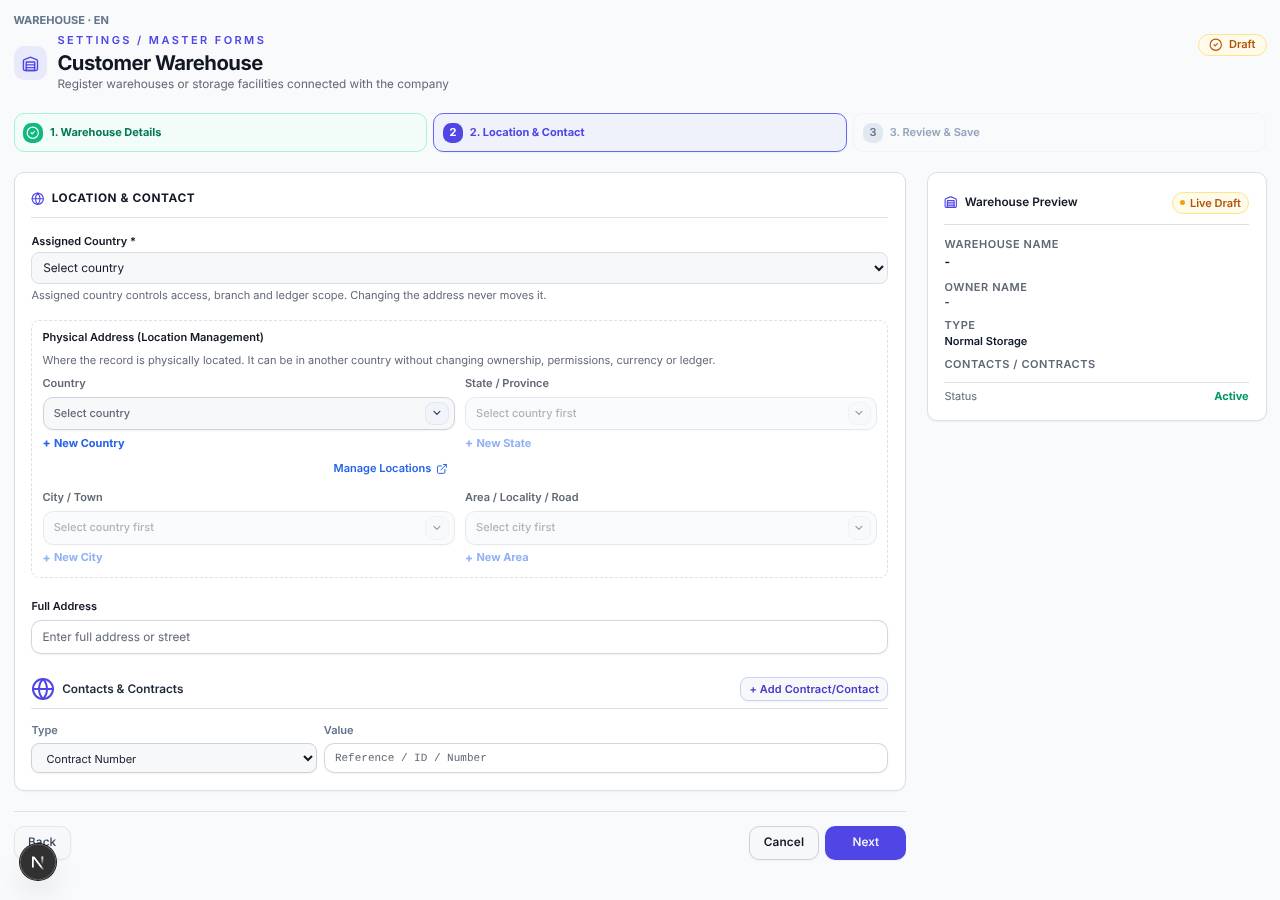 WAREHOUSE · EN
SETTINGS / MASTER FORMS
Customer Warehouse
Register warehouses or storage facilities connected with the company
Draft
1. Warehouse Details
2 2. Location & Contact
3 3. Review & Save
LOCATION & CONTACT
Assigned Country *
Select country
Assigned country controls access, branch and ledger scope. Changing the address never moves it.
Physical Address (Location Management)
Where the record is physically located. It can be in another country without changing ownership, permissions, currency or ledger.
Country
State / Province
Select country
Select country first
+ New Country
+ New State
Manage Locations
City / Town
Area / Locality / Road
Select country first
Select city first
+ New City
+ New Area
Full Address
Enter full address or street
Contacts & Contracts
+ Add Contract/Contact
Type
Value
Contract Number
Reference / ID / Number
Back
Cancel
Next
N
Warehouse Preview
Live Draft
WAREHOUSE NAME
-
OWNER NAME
-
TYPE
Normal Storage
CONTACTS / CONTRACTS
Status
Active